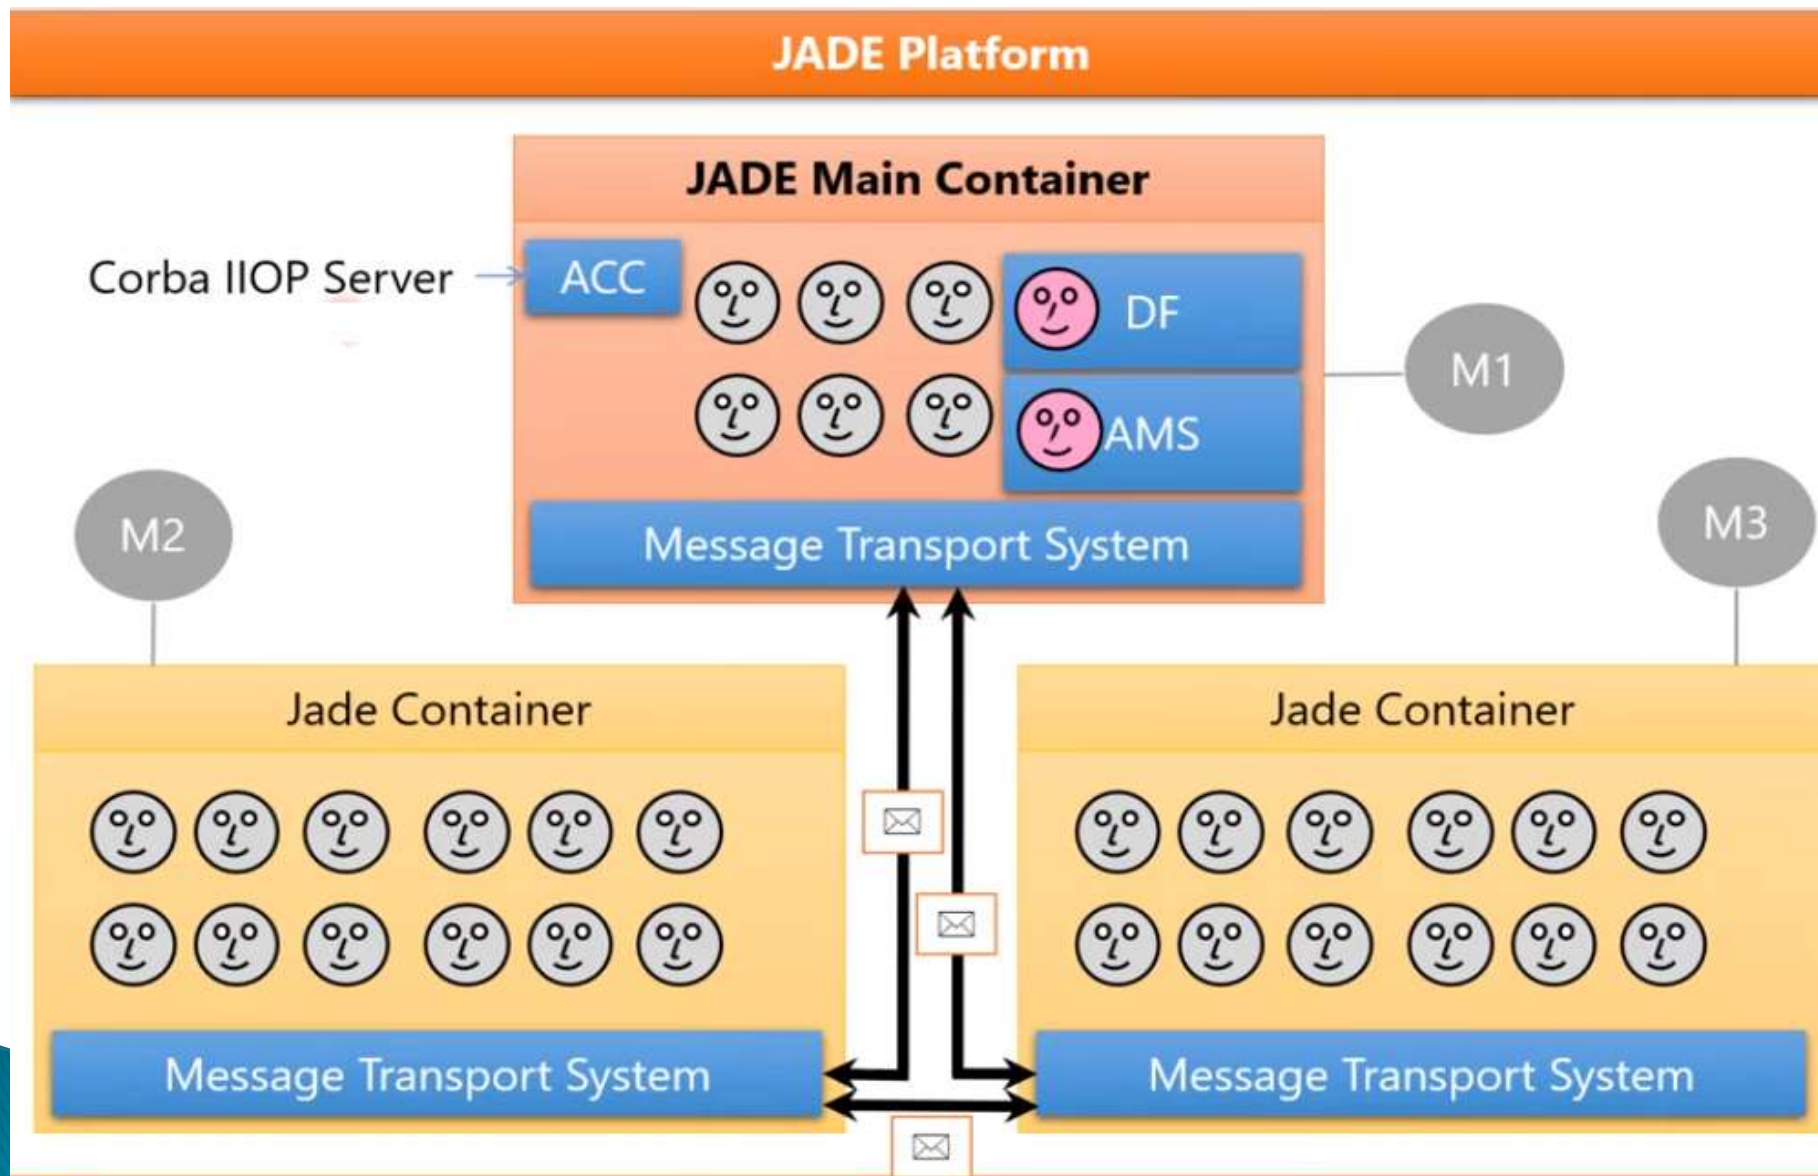 JADE Platform
JADE Main Container
Corba IIOP Server
ACC
DF
M1
AMS
M2
M3
Message Transport System
Jade Container
Jade Container
Message Transport System
Message Transport System